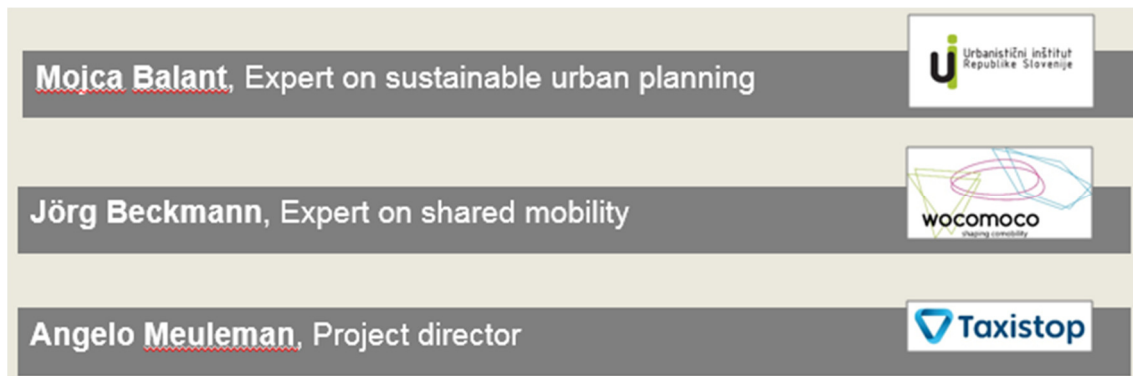 Mojca Balant, Expert on sustainable urban planning
Urbanistični inštitut
Republike Slovenije
Jörg Beckmann, Expert on shared mobility
wocomoco
shaping comobility
Angelo Meuleman, Project director
Taxistop